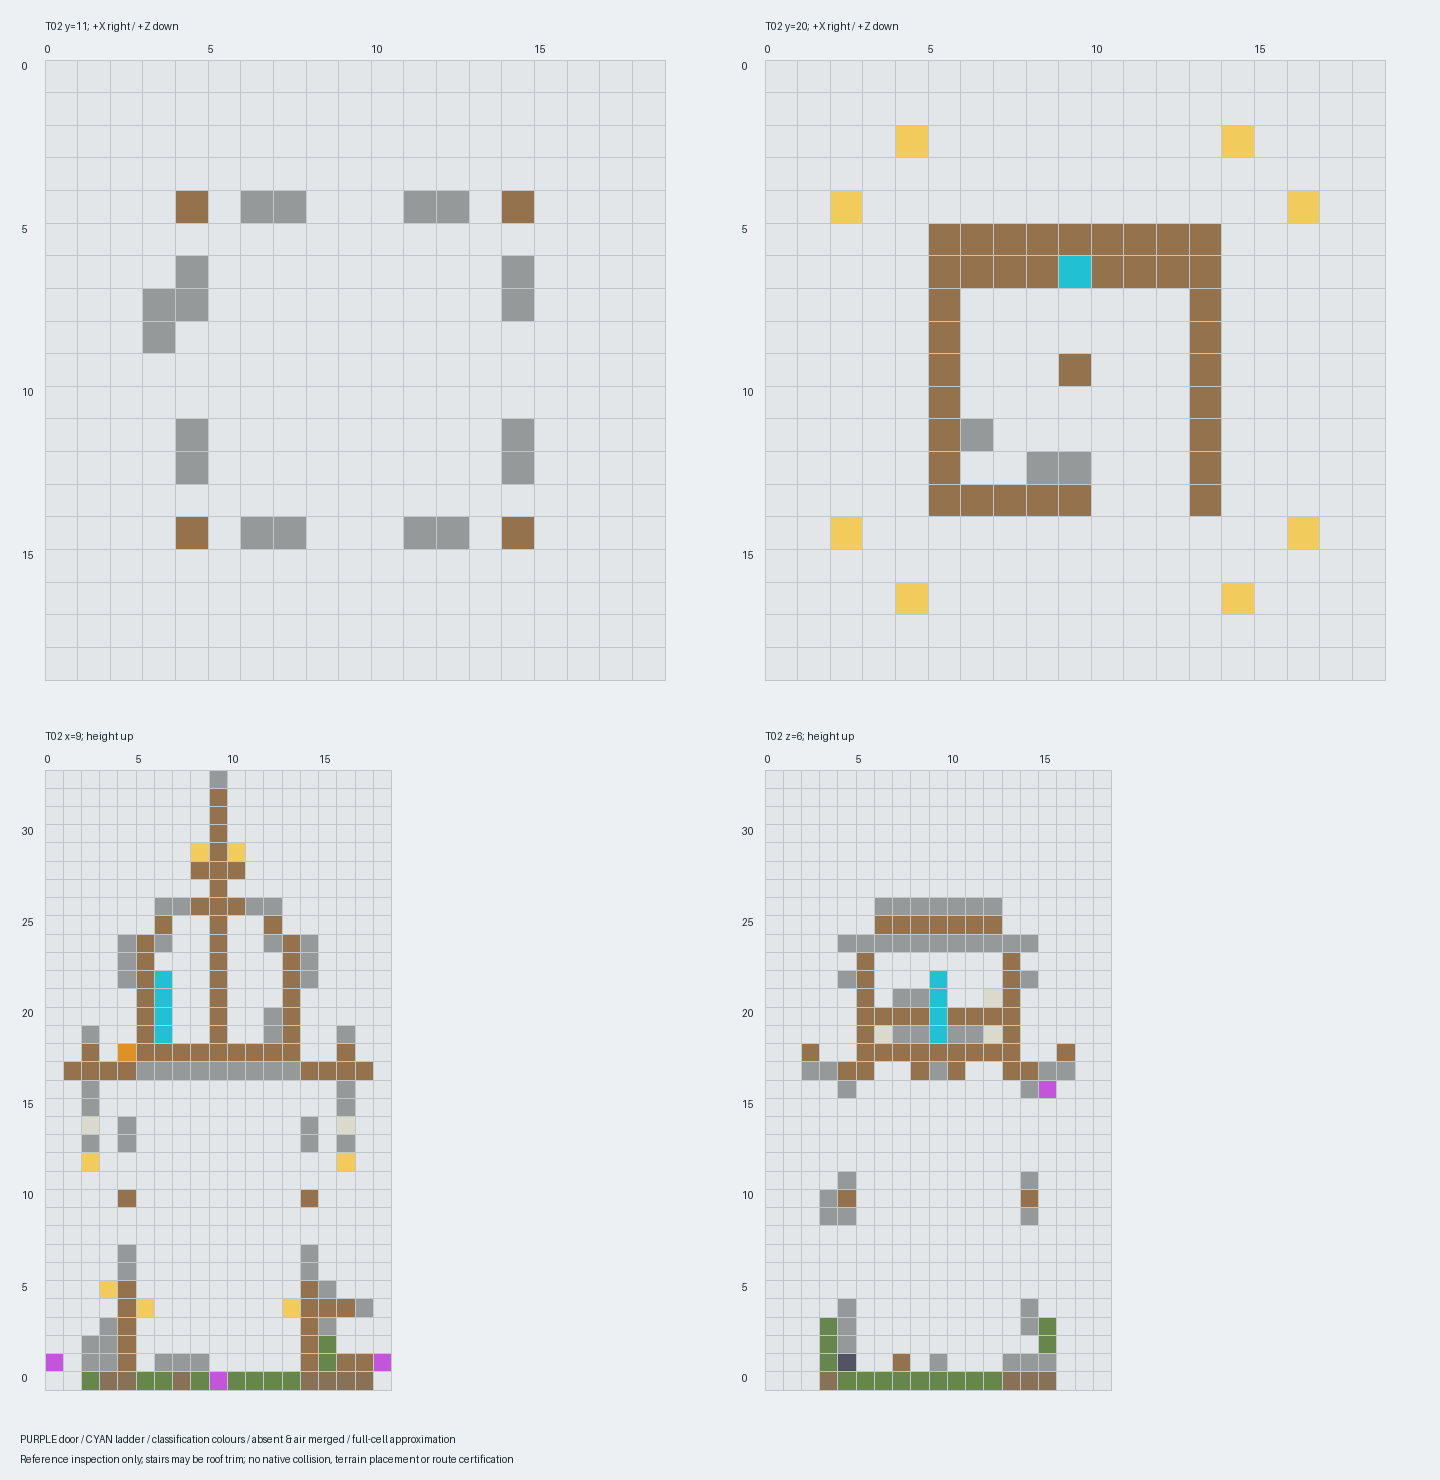 T02 y=11; +X right / +Z down
0 5 10 15
0
5
10
15
T02 y=20; +X right / +Z down
0 5 10 15
0
5
10
15
T02 x=9; height up
0 5 10 15
30
25
20
15
10
5
0
T02 z=6; height up
0 5 10 15
30
25
20
15
10
5
0
PURPLE door / CYAN ladder / classification colours / absent & air merged / full-cell approximation
Reference inspection only; stairs may be roof trim; no native collision, terrain placement or route certification